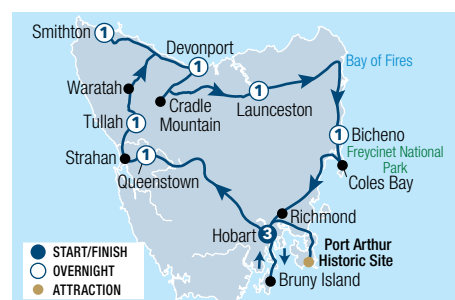 Smithton 1
Devonport
1
Bay of Fires
Waratah
Cradle
Mountain
1
Launceston
Tullah 1
1 Bicheno
Freycinet National
Park
Strahan
1
Queenstown
Coles Bay
Richmond
Hobart 3
Port Arthur
Historic Site
Bruny Island
START/FINISH
OVERNIGHT
ATTRACTION